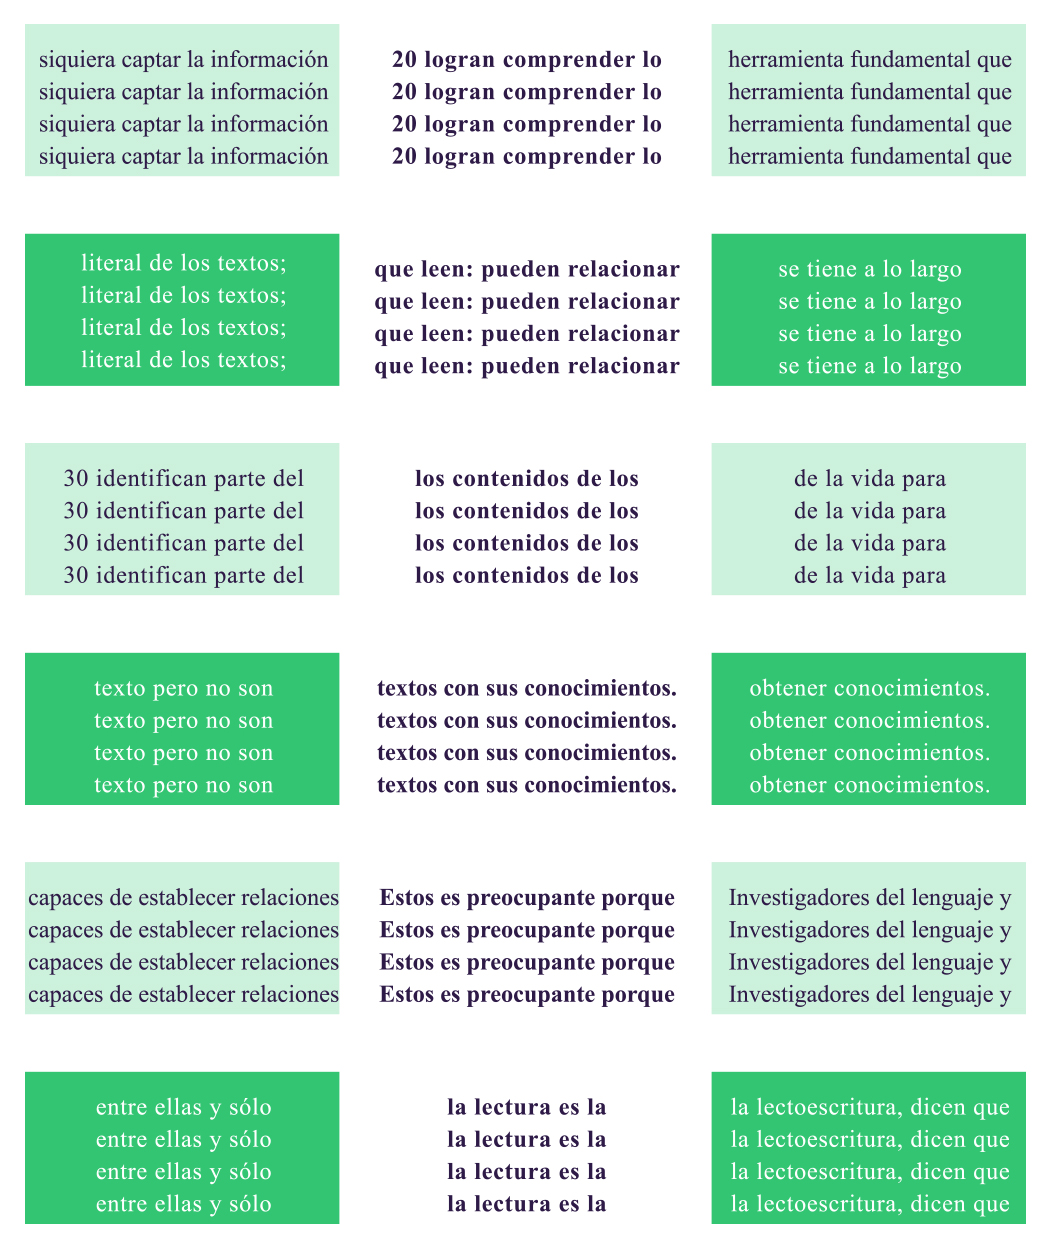 siquiera captar la información
siquiera captar la información
siquiera captar la información
siquiera captar la información
literal de los textos;
literal de los textos;
literal de los textos;
literal de los textos;
30 identifican parte del
30 identifican parte del
30 identifican parte del
30 identifican parte del
texto pero no son
texto pero no son
texto pero no son
texto pero no son
capaces de establecer relaciones
capaces de establecer relaciones
capaces de establecer relaciones
capaces de establecer relaciones
entre ellas y sólo
entre ellas y sólo
entre ellas y sólo
entre ellas y sólo
20 logran comprender lo
20 logran comprender lo
20 logran comprender lo
20 logran comprender lo
que leen: pueden relacionar
que leen: pueden relacionar
que leen: pueden relacionar
que leen: pueden relacionar
los contenidos de los
los contenidos de los
los contenidos de los
los contenidos de los
textos con sus conocimientos.
textos con sus conocimientos.
textos con sus conocimientos.
textos con sus conocimientos.
Estos es preocupante porque
Estos es preocupante porque
Estos es preocupante porque
Estos es preocupante porque
la lectura es la
la lectura es la
la lectura es la
la lectura es la
herramienta fundamental que
herramienta fundamental que
herramienta fundamental que
herramienta fundamental que
se tiene a lo largo
se tiene a lo largo
se tiene a lo largo
se tiene a lo largo
de la vida para
de la vida para
de la vida para
de la vida para
obtener conocimientos.
obtener conocimientos.
obtener conocimientos.
obtener conocimientos.
Investigadores del lenguaje y
Investigadores del lenguaje y
Investigadores del lenguaje y
Investigadores del lenguaje y
la lectoescritura, dicen que
la lectoescritura, dicen que
la lectoescritura, dicen que
la lectoescritura, dicen que